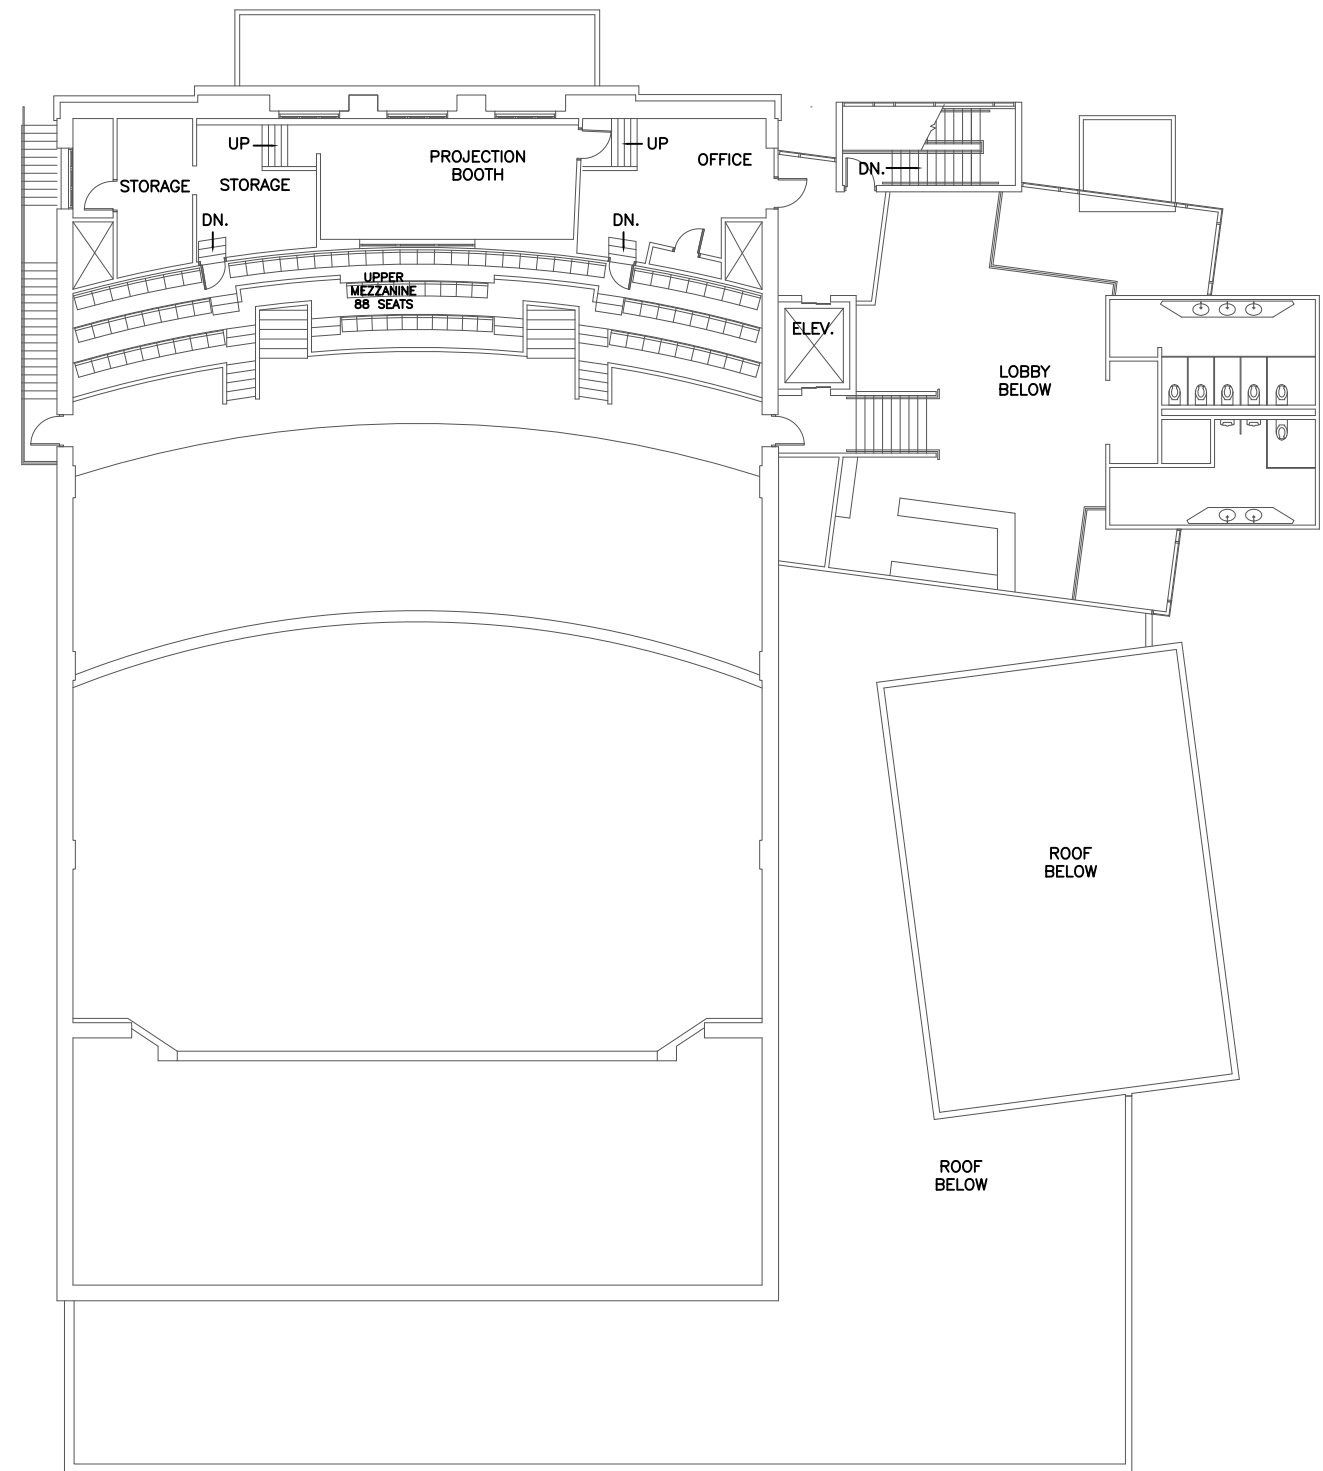 UP
PROJECTION
BOOTH
UP
OFFICE
DN.
STORAGE
STORAGE
DN.
DN.
UPPER
MEZZANINE
88 SEATS
ELEV.
LOBBY
BELOW
ROOF
BELOW
ROOF
BELOW